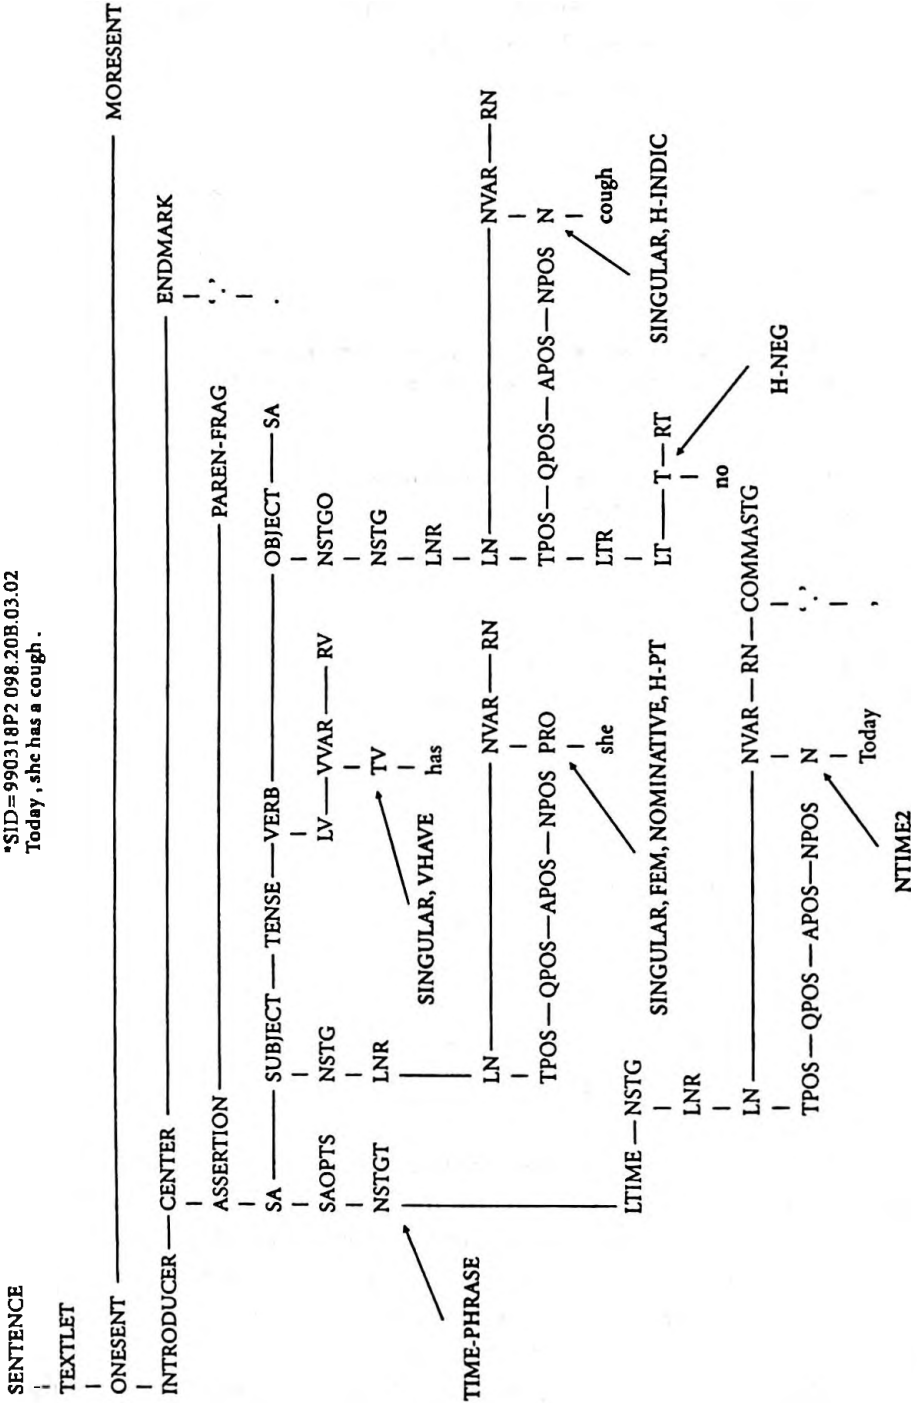 *SID=990318P2 098.20B.03.02
Today , she has a cough .
SENTENCE
TEXTLET
ONESENT — MORESENT
INTRODUCER — CENTER — ENDMARK
ASSERTION — PAREN-FRAG '.'
SA — SUBJECT — TENSE — VERB — OBJECT — SA .
SAOPTS NSTG LV — VVAR — RV NSTGO
NSTGT LNR TV NSTG
SINGULAR, VHAVE has LNR
TIME-PHRASE LN — NVAR — RN LN — NVAR — RN
TPOS — QPOS — APOS — NPOS PRO TPOS — QPOS — APOS — NPOS N
she LTR cough
LTIME — NSTG SINGULAR, FEM, NOMINATIVE, H-PT LT — T — RT SINGULAR, H-INDIC
LNR no
LN — NVAR — RN — COMMASTG H-NEG
TPOS — QPOS — APOS — NPOS N ','
Today ,
NTIME2